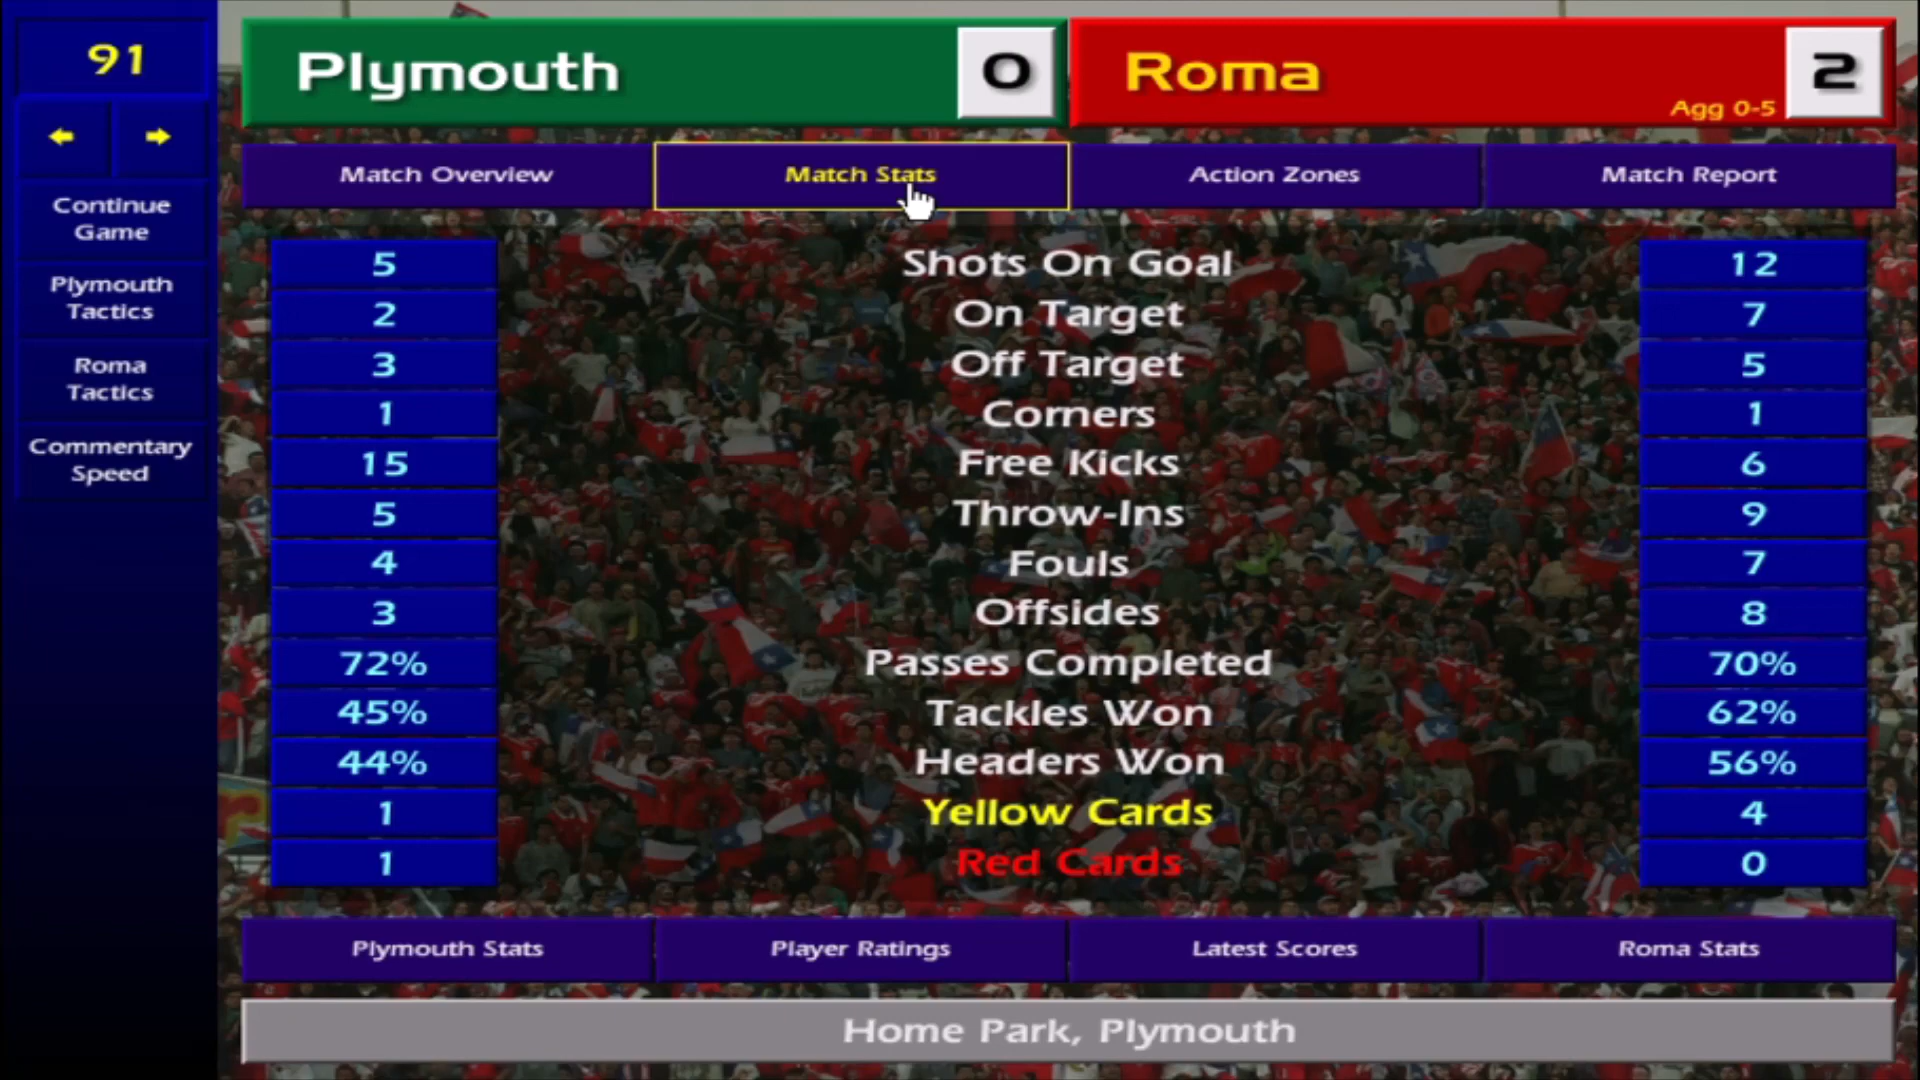 91
Plymouth 0 Roma 2
Agg 0-5
Match Overview Match Stats Action Zones Match Report
Continue
Game
Plymouth
Tactics
Roma
Tactics
Commentary
Speed
5 Shots On Goal 12
2 On Target 7
3 Off Target 5
1 Corners 1
15 Free Kicks 6
5 Throw-Ins 9
4 Fouls 7
3 Offsides 8
72% Passes Completed 70%
45% Tackles Won 62%
44% Headers Won 56%
1 Yellow Cards 4
1 Red Cards 0
Plymouth Stats Player Ratings Latest Scores Roma Stats
Home Park, Plymouth